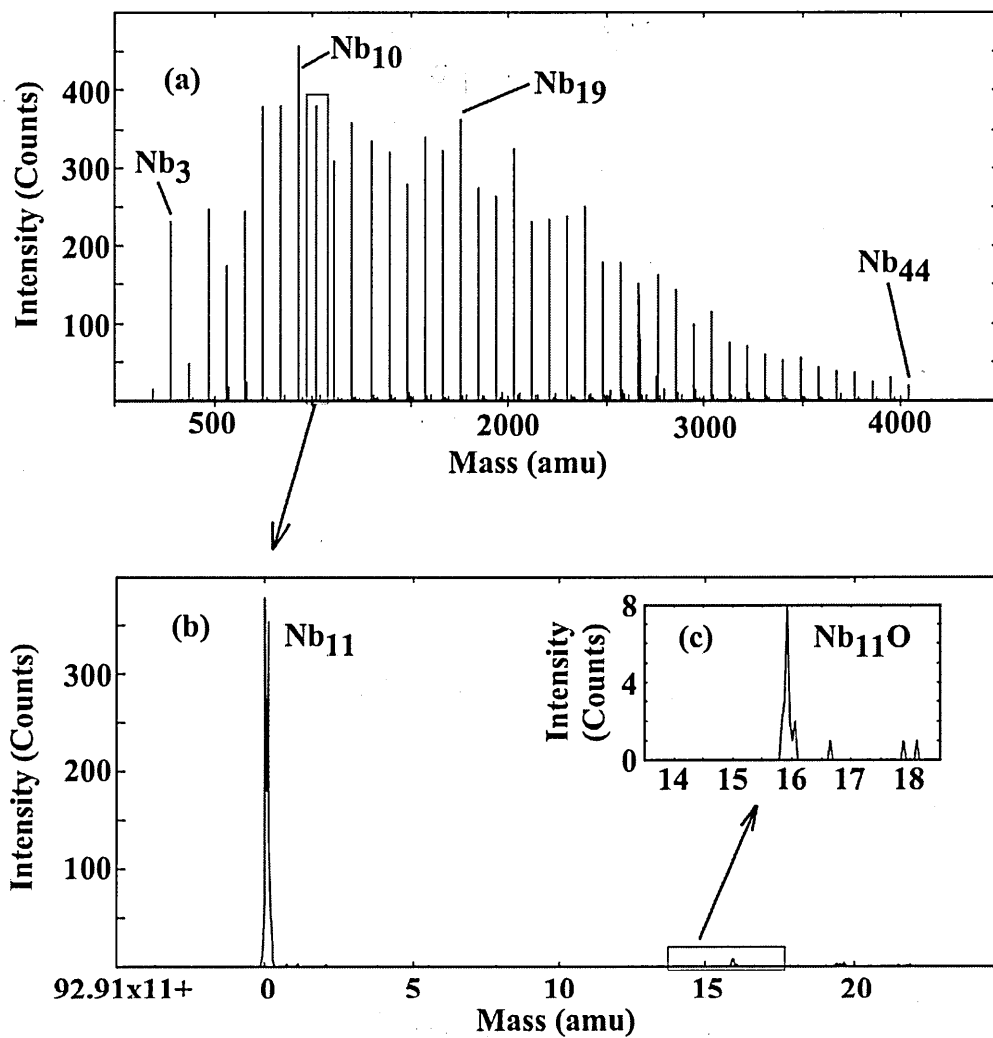 (a)
Nb10
Nb19
Nb3
Nb44
Intensity (Counts)
400
300
200
100
500
2000
3000
4000
Mass (amu)
(b)
Nb11
Intensity (Counts)
300
200
100
(c)
Nb11O
Intensity
(Counts)
8
4
0
14 15 16 17 18
92.91x11+ 0 5 10 15 20
Mass (amu)